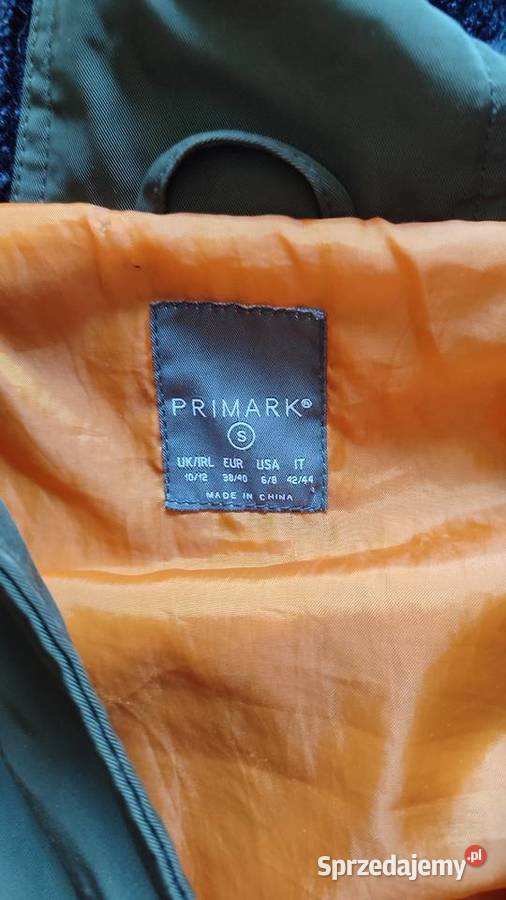 PRIMARK®
S
UK/IRL EUR USA IT
10/12 38/40 6/8 42/44
MADE IN CHINA
Sprzedajemy.pl